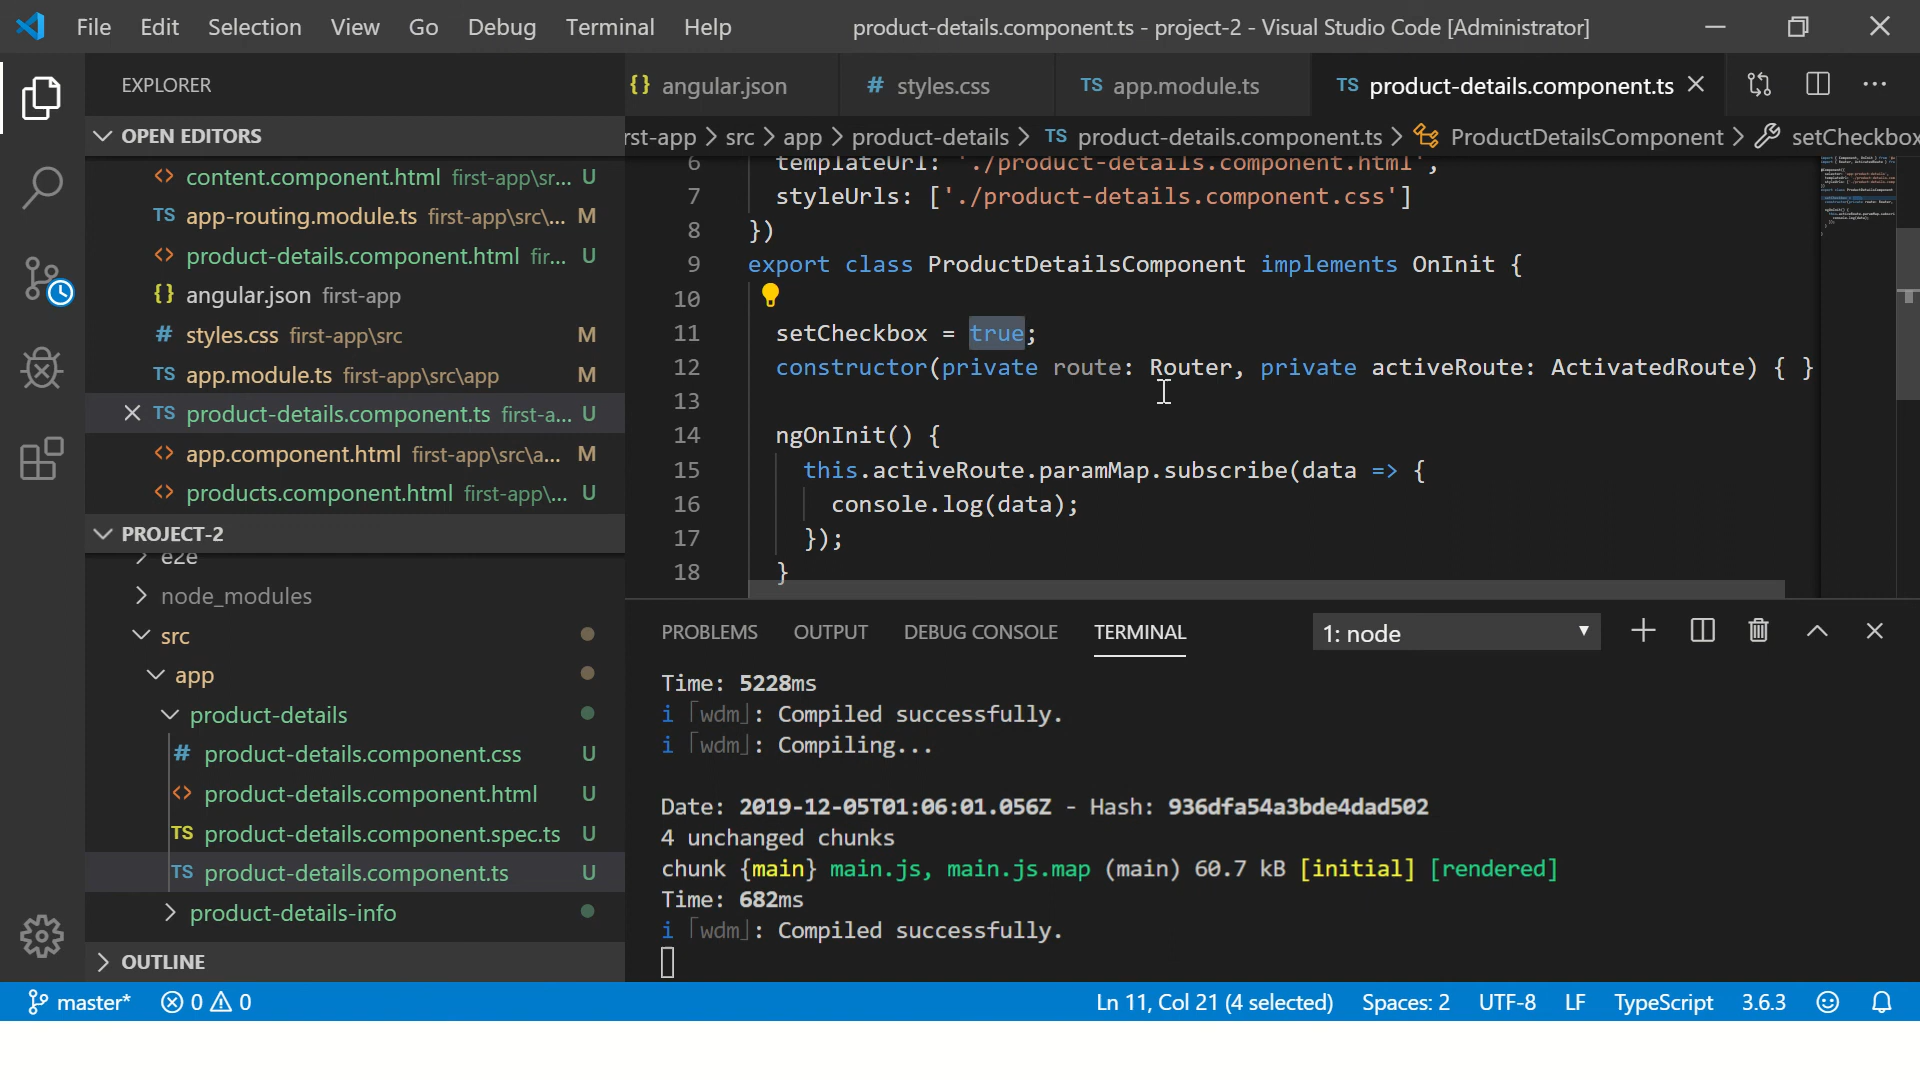 File Edit Selection View Go Debug Terminal Help product-details.component.ts - project-2 - Visual Studio Code [Administrator]
EXPLORER
OPEN EDITORS
content.component.html first-app\sr... U
TS app-routing.module.ts first-app\src\... M
product-details.component.html fir... U
{} angular.json first-app
# styles.css first-app\src M
TS app.module.ts first-app\src\app M
TS product-details.component.ts first-a... U
app.component.html first-app\src\a... M
products.component.html first-app\... U
PROJECT-2
e2e
node_modules
src
app
product-details
# product-details.component.css U
product-details.component.html U
TS product-details.component.spec.ts U
TS product-details.component.ts U
product-details-info
OUTLINE
{} angular.json # styles.css TS app.module.ts TS product-details.component.ts
rst-app > src > app > product-details > TS product-details.component.ts > ProductDetailsComponent > setCheckbox
6 templateUrl: './product-details.component.html',
7 styleUrls: ['./product-details.component.css']
8 })
9 export class ProductDetailsComponent implements OnInit {
10
11 setCheckbox = true;
12 constructor(private route: Router, private activeRoute: ActivatedRoute) { }
13
14 ngOnInit() {
15 this.activeRoute.paramMap.subscribe(data => {
16 console.log(data);
17 });
18 }
PROBLEMS OUTPUT DEBUG CONSOLE TERMINAL 1: node
Time: 5228ms
i ｢wdm｣: Compiled successfully.
i ｢wdm｣: Compiling...
Date: 2019-12-05T01:06:01.056Z - Hash: 936dfa54a3bde4dad502
4 unchanged chunks
chunk {main} main.js, main.js.map (main) 60.7 kB [initial] [rendered]
Time: 682ms
i ｢wdm｣: Compiled successfully.
master* 0 0 Ln 11, Col 21 (4 selected) Spaces: 2 UTF-8 LF TypeScript 3.6.3